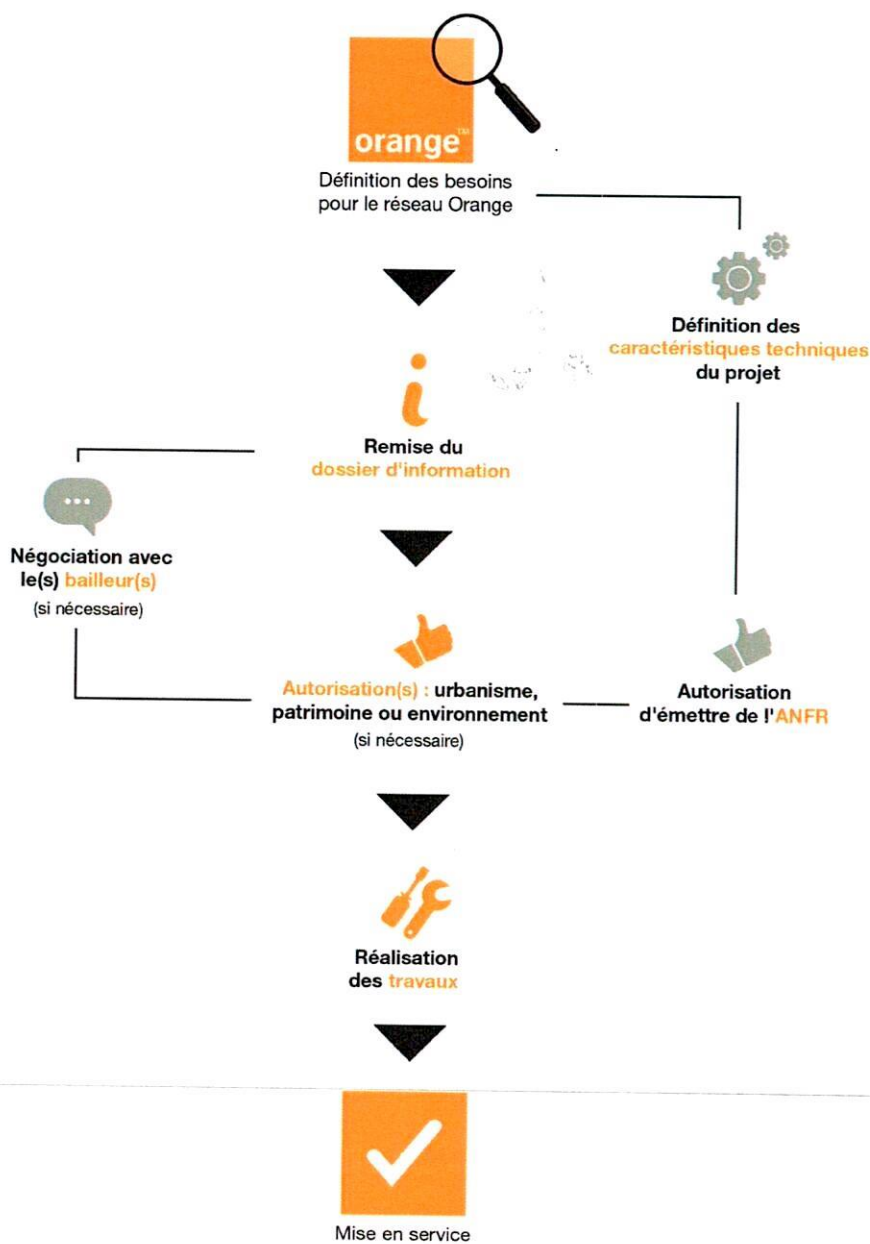 orange™
Définition des besoins
pour le réseau Orange
Définition des
caractéristiques techniques
du projet
Remise du
dossier d'information
Négociation avec
le(s) bailleur(s)
(si nécessaire)
Autorisation(s) : urbanisme,
patrimoine ou environnement
(si nécessaire)
Autorisation
d'émettre de l'ANFR
Réalisation
des travaux
Mise en service